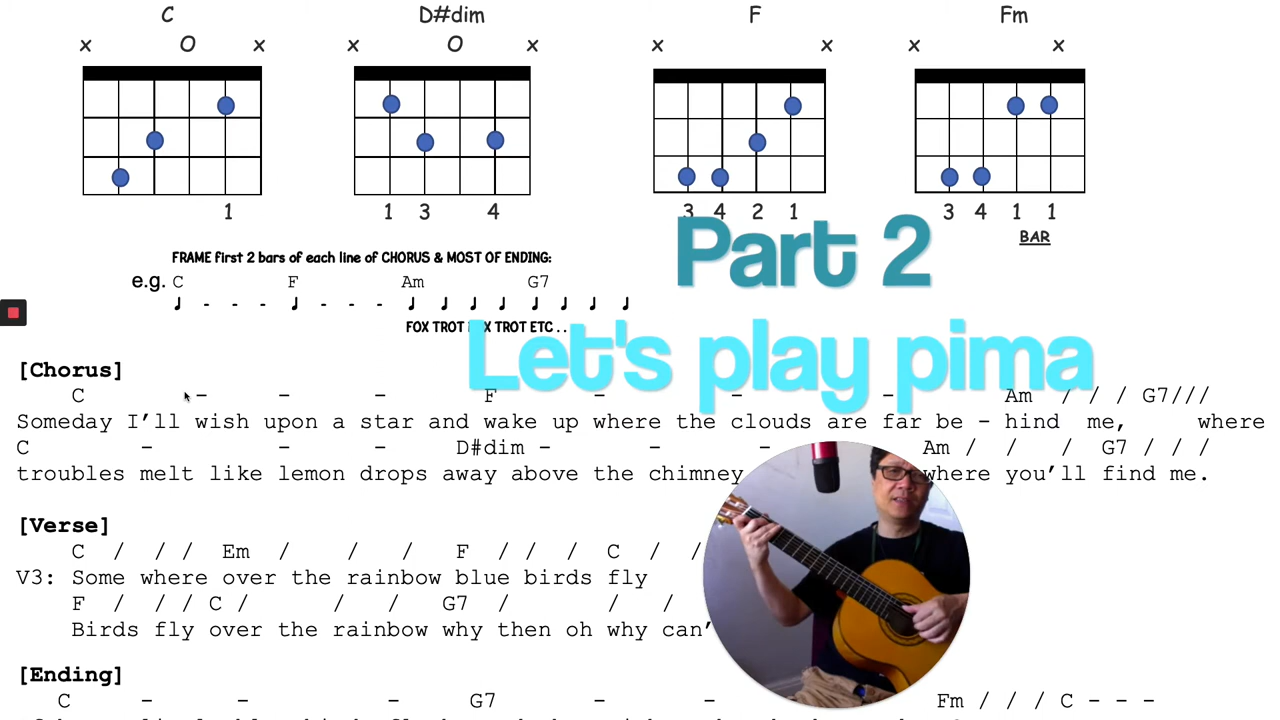 C D#dim F Fm
x O x x O x x x x x
1 1 3 4 3 4 2 1 3 4 1 1
BAR
Part 2
FRAME first 2 bars of each line of CHORUS & MOST OF ENDING:
e.g. C F Am G7
♩ - - - ♩ - - - ♩ ♩ ♩ ♩ ♩ ♩ ♩ ♩
FOX TROT TROT ETC . .
Let's play pima
[Chorus]
C - - - F - - - Am / / / G7///
Someday I'll wish upon a star and wake up where the clouds are far be - hind me, where
C - - - D#dim - - - Am / / / G7 / / /
troubles melt like lemon drops away above the chimney where you'll find me.
[Verse]
C / / / Em / / / F / / / C / /
V3: Some where over the rainbow blue birds fly
F / / / C / / / G7 / / /
Birds fly over the rainbow why then oh why can'
[Ending]
C - - - G7 - - Fm / / / C - - -